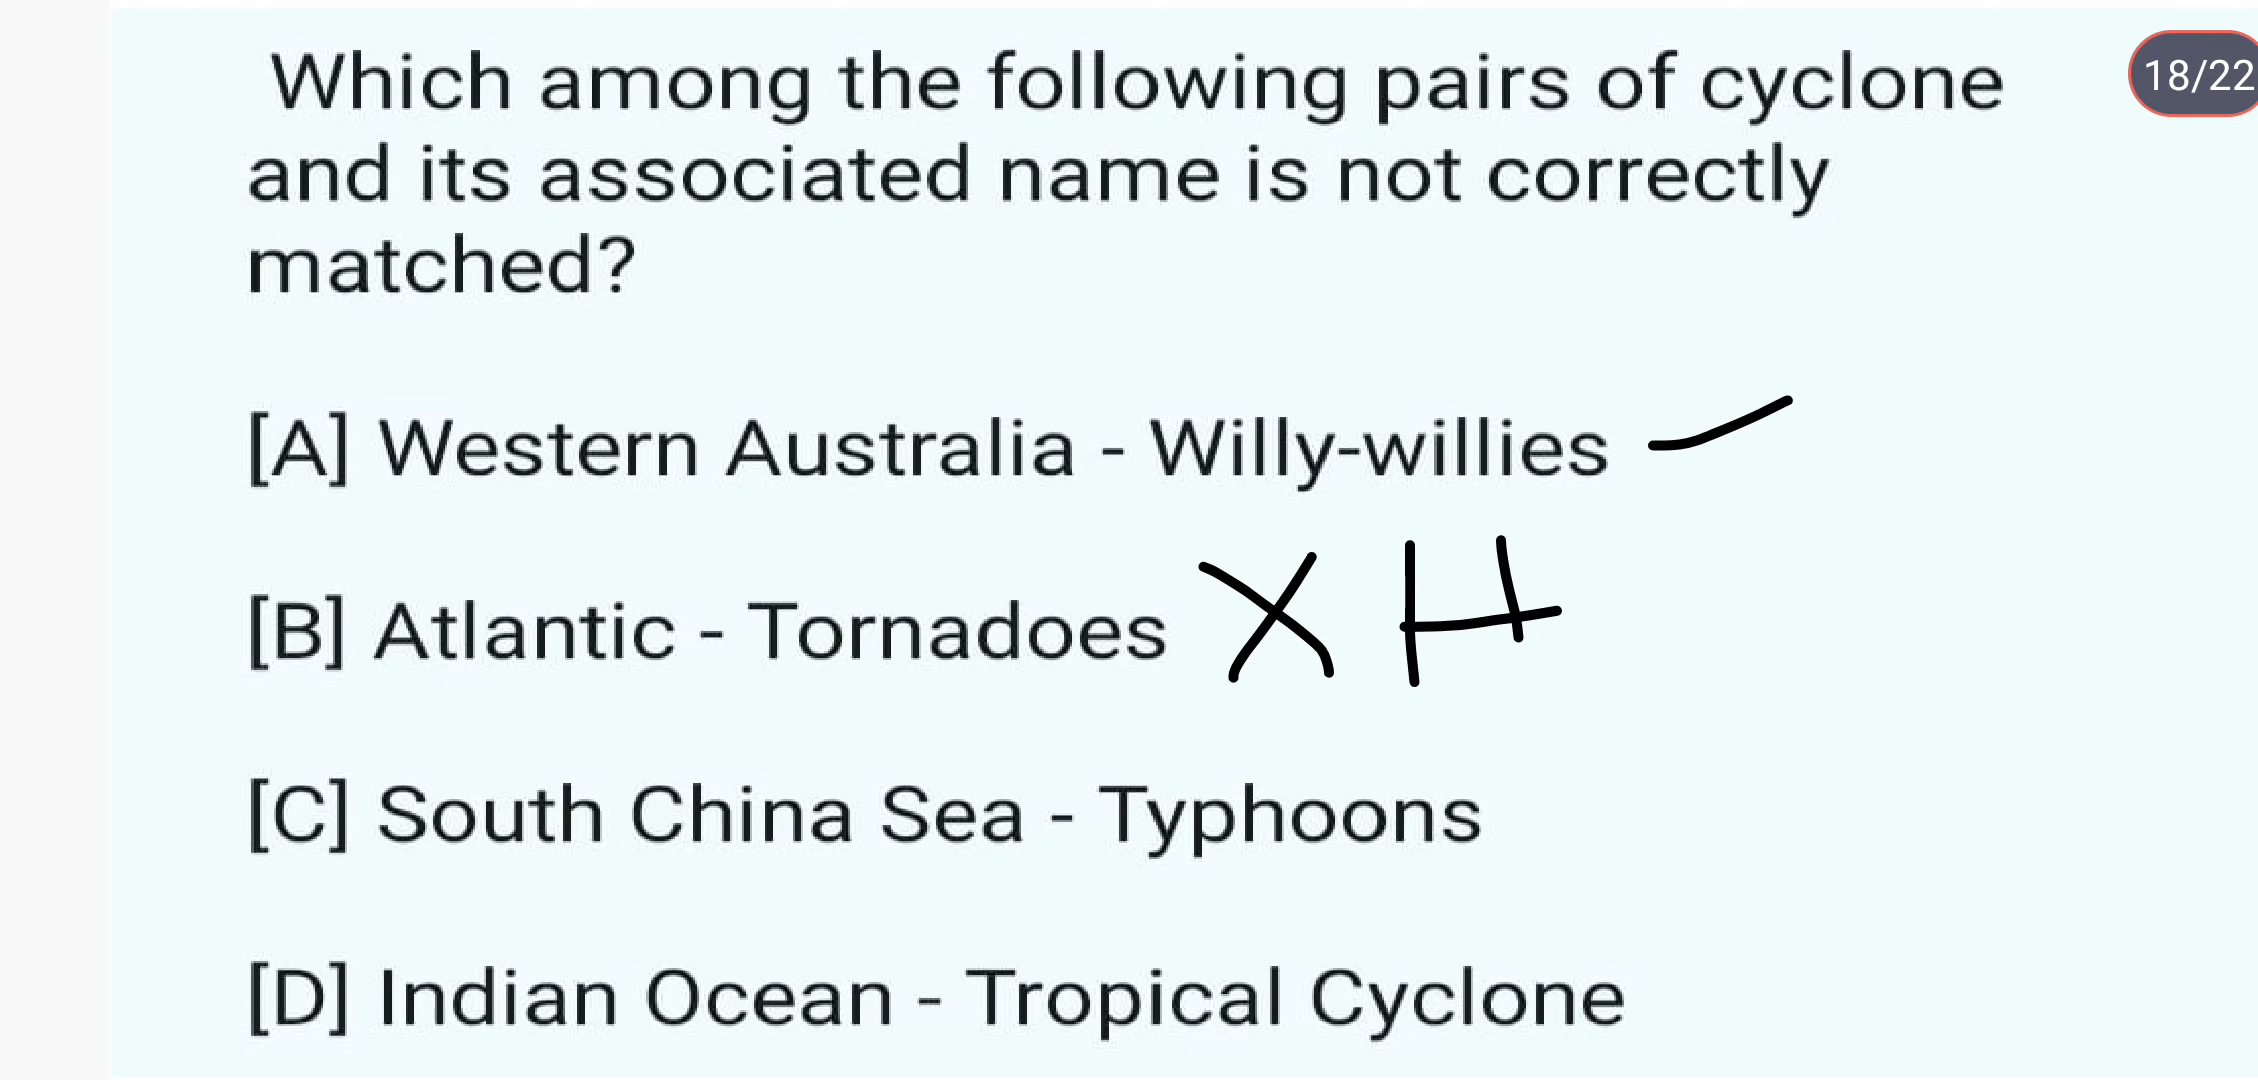 Which among the following pairs of cyclone
18/22
and its associated name is not correctly
matched?
[A] Western Australia - Willy-willies
[B] Atlantic - Tornadoes X H
[C] South China Sea - Typhoons
[D] Indian Ocean - Tropical Cyclone